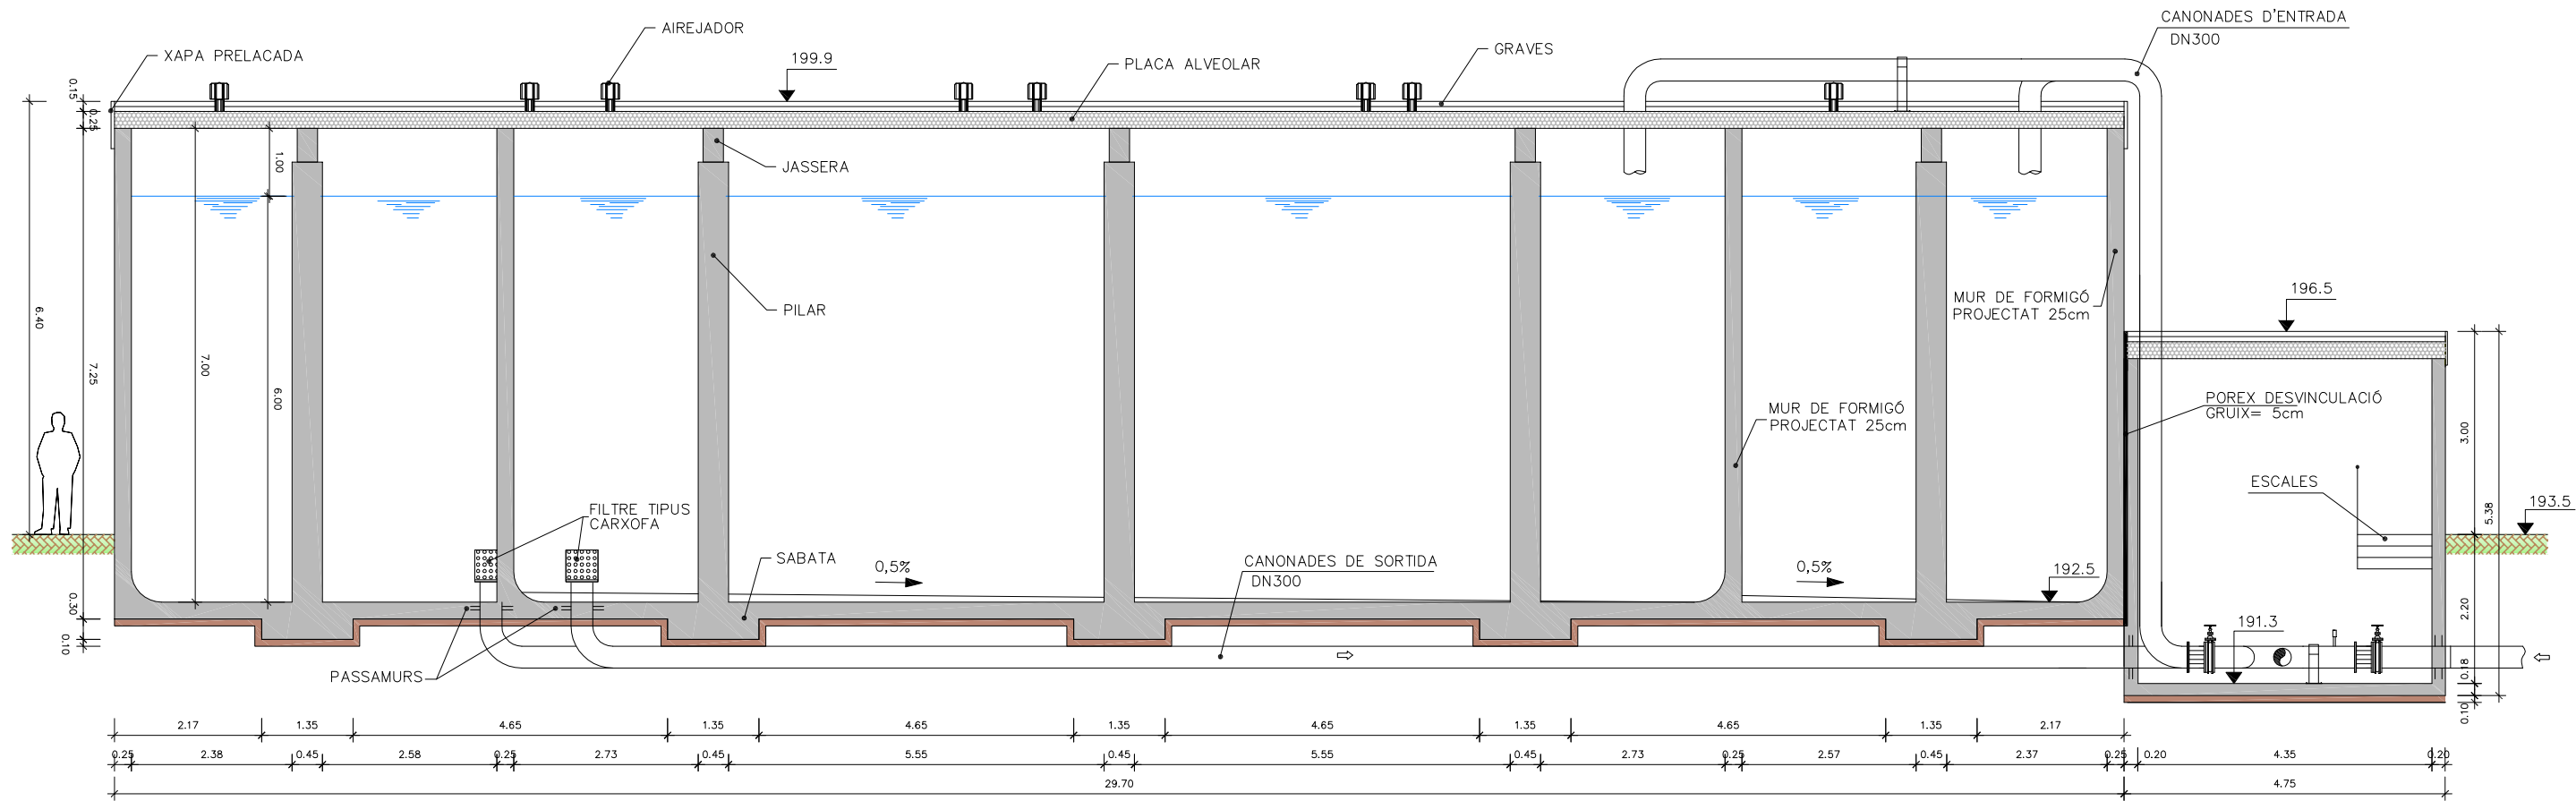 CANONADES D'ENTRADA
DN300
AIREJADOR
XAPA PRELACADA
199.9
PLACA ALVEOLAR
GRAVES
0.15
0.25
1.00
JASSERA
6.40
7.25
7.00
6.00
PILAR
MUR DE FORMIGÓ
PROJECTAT 25cm
196.5
MUR DE FORMIGÓ
PROJECTAT 25cm
POREX DESVINCULACIÓ
GRUIX= 5cm
3.00
5.38
ESCALES
193.5
FILTRE TIPUS
CARXOFA
SABATA
0,5%
CANONADES DE SORTIDA
DN300
0,5%
192.5
0.30
0.10
2.20
191.3
PASSAMURS
0.18
0.10
2.17 1.35 4.65 1.35 4.65 1.35 4.65 1.35 4.65 1.35 2.17
0.25 2.38 0.45 2.58 0.25 2.73 0.45 5.55 0.45 5.55 0.45 2.73 0.25 2.57 0.45 2.37 0.25 0.20 4.35 0.20
29.70 4.75